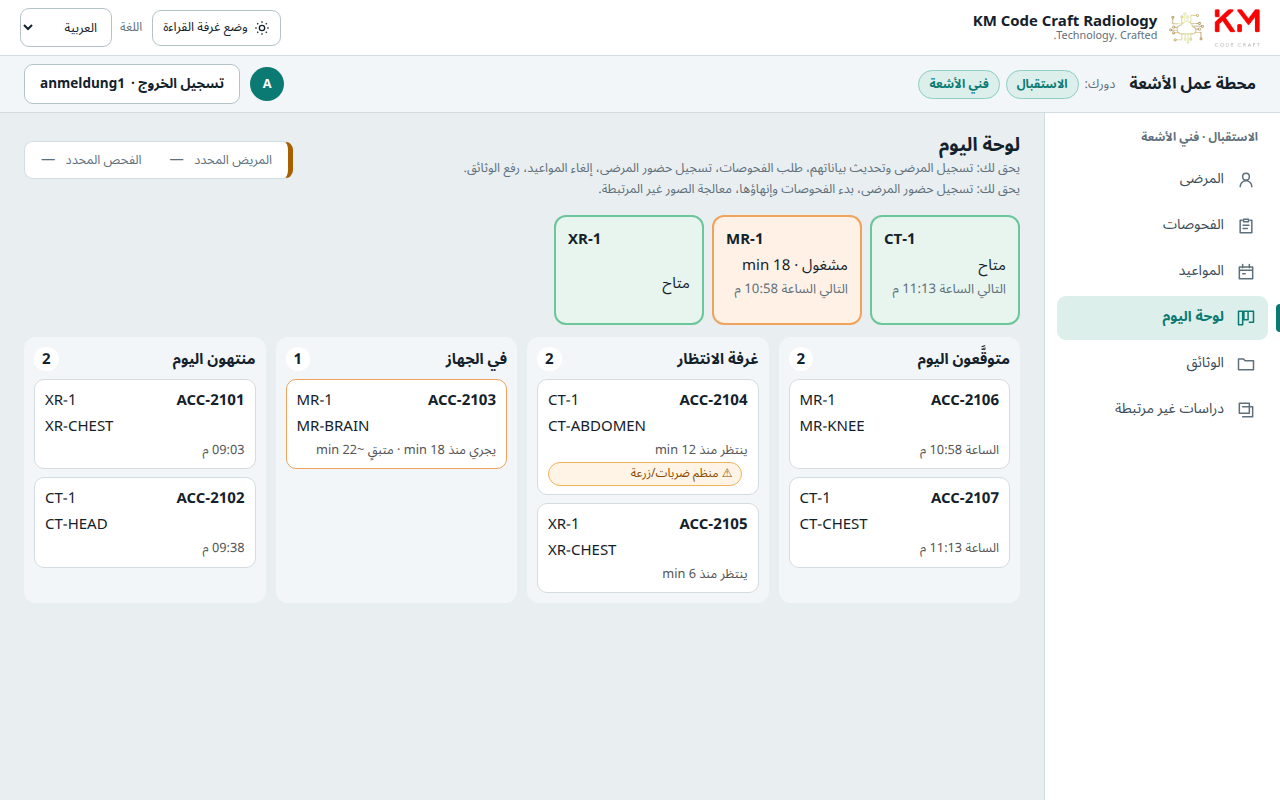 KM
CODE CRAFT
KM Code Craft Radiology
Technology. Crafted.
وضع غرفة القراءة
اللغة
العربية
محطة عمل الأشعة
دورك:
الاستقبال
فني الأشعة
A
تسجيل الخروج · anmeldung1
الاستقبال · فني الأشعة
المرضى
الفحوصات
المواعيد
لوحة اليوم
الوثائق
دراسات غير مرتبطة
لوحة اليوم
يحق لك: تسجيل المرضى وتحديث بياناتهم، طلب الفحوصات، تسجيل حضور المرضى، إلغاء المواعيد، رفع الوثائق.
يحق لك: تسجيل حضور المرضى، بدء الفحوصات وإنهاؤها، معالجة الصور غير المرتبطة.
المريض المحدد —
الفحص المحدد —
CT-1
متاح
التالي الساعة 11:13 م
MR-1
مشغول · 18 min
التالي الساعة 10:58 م
XR-1
متاح
متوقَّعون اليوم 2
ACC-2106 MR-1
MR-KNEE
الساعة 10:58 م
ACC-2107 CT-1
CT-CHEST
الساعة 11:13 م
غرفة الانتظار 2
ACC-2104 CT-1
CT-ABDOMEN
ينتظر منذ 12 min
⚠ منظم ضربات/زرعة
ACC-2105 XR-1
XR-CHEST
ينتظر منذ 6 min
في الجهاز 1
ACC-2103 MR-1
MR-BRAIN
يجري منذ 18 min · متبقٍ ~22 min
منتهون اليوم 2
ACC-2101 XR-1
XR-CHEST
09:03 م
ACC-2102 CT-1
CT-HEAD
09:38 م